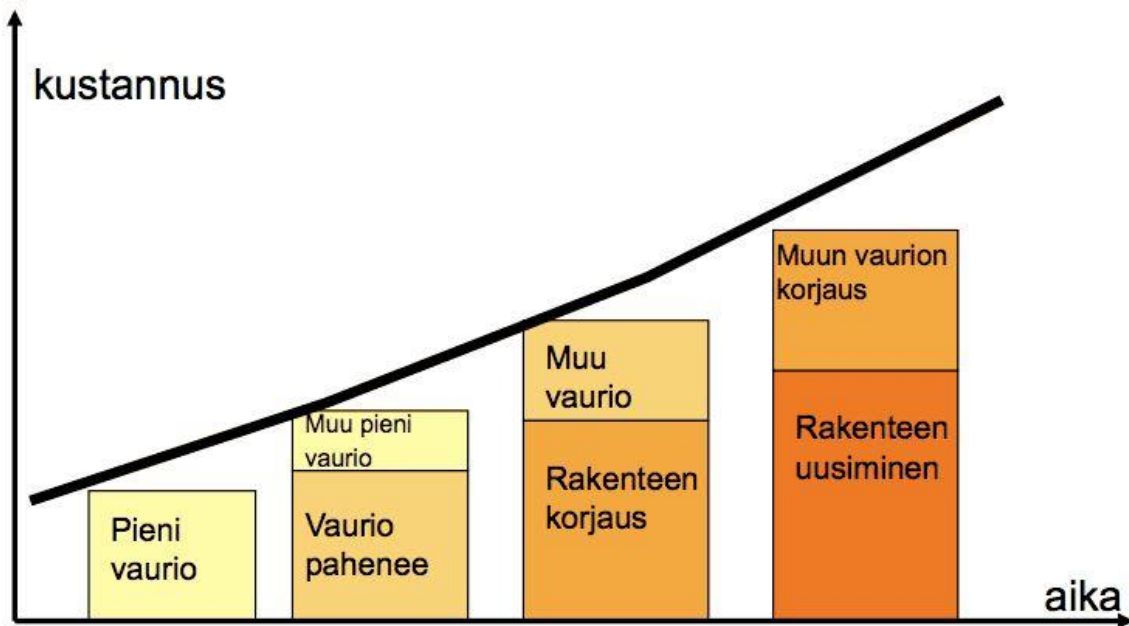 kustannus
Pieni
vaurio
Muu pieni
vaurio
Vaurio
pahenee
Muu
vaurio
Rakenteen
korjaus
Muun vaurion
korjaus
Rakenteen
uusiminen
aika